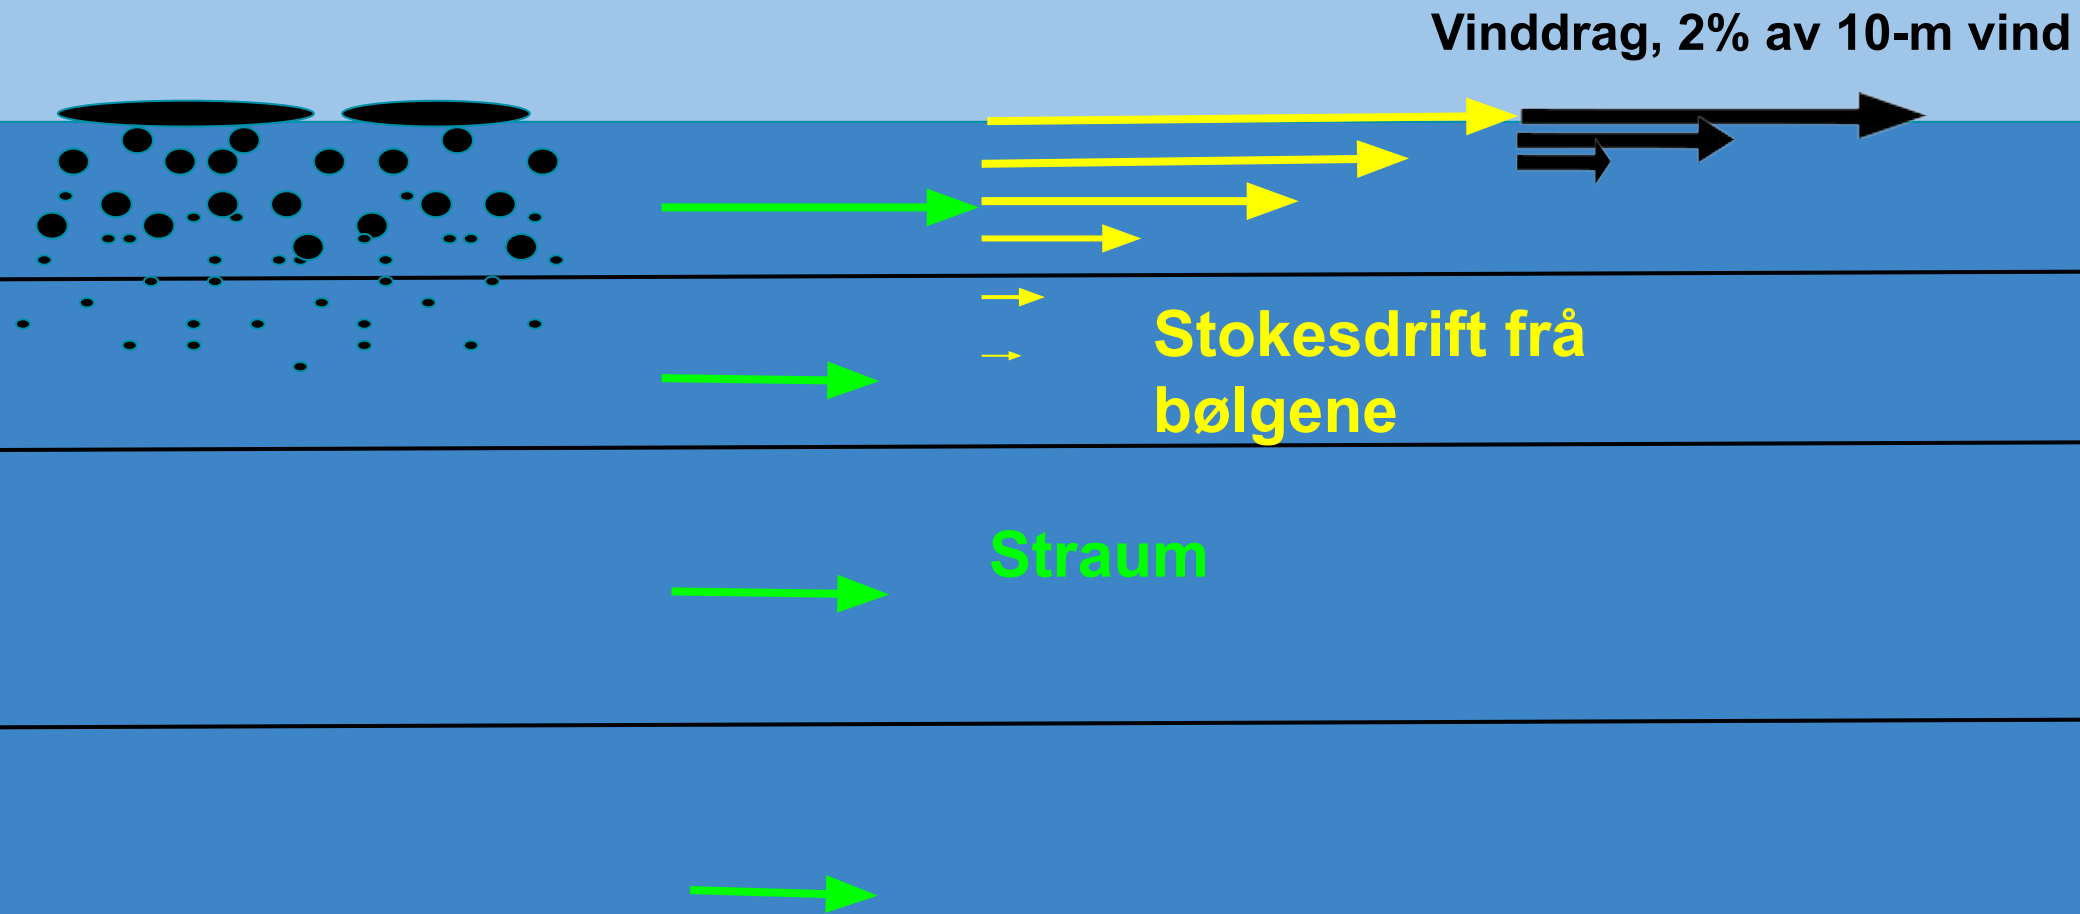 Vinddrag, 2% av 10-m vind
Stokesdrift frå
bølgene
Straum